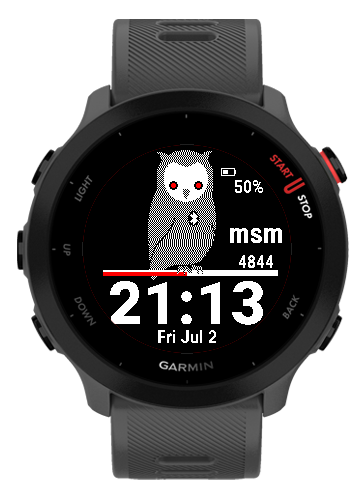 START
STOP
LIGHT
50%
UP
msm
4844
21:13
DOWN
BACK
Fri Jul 2
GARMIN